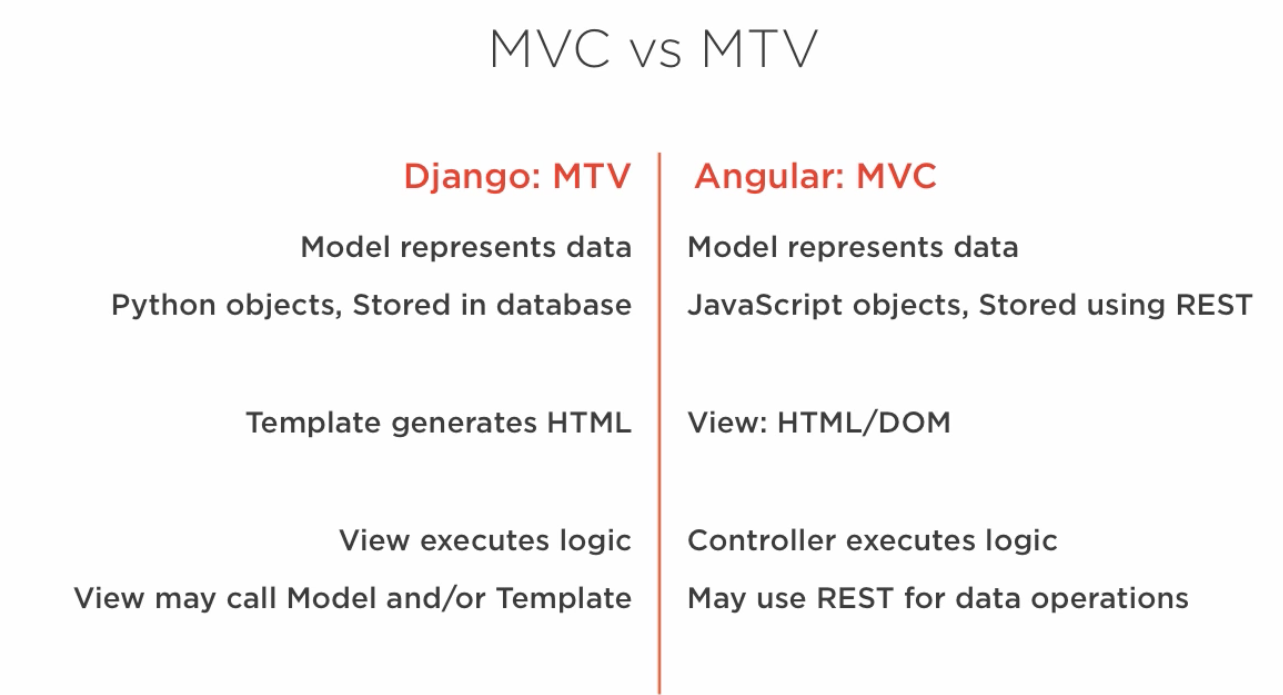 MVC vs MTV
Django: MTV
Model represents data
Python objects, Stored in database
Template generates HTML
View executes logic
View may call Model and/or Template
Angular: MVC
Model represents data
JavaScript objects, Stored using REST
View: HTML/DOM
Controller executes logic
May use REST for data operations